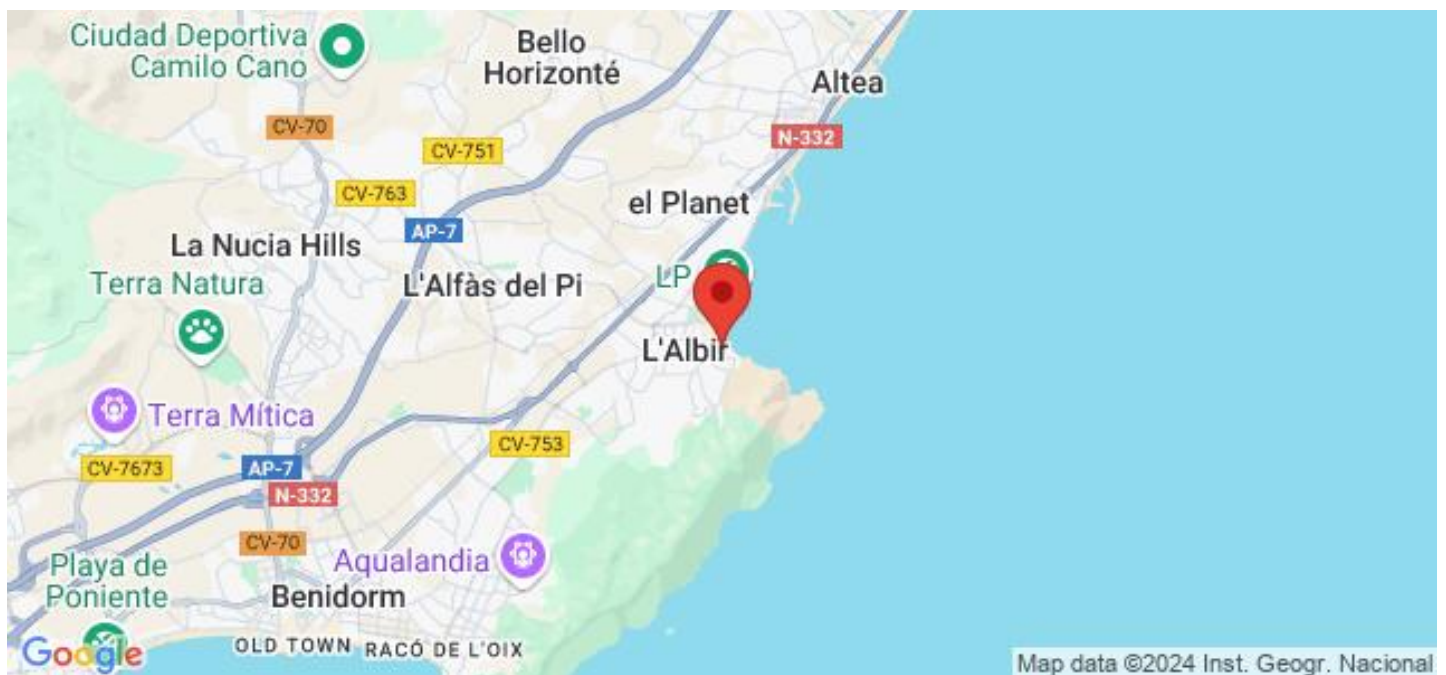 Ciudad Deportiva
Camilo Cano
Bello
Horizonté
Altea
CV-70
N-332
CV-751
CV-763
el Planet
AP-7
La Nucia Hills
LP
L'Alfàs del Pi
Terra Natura
L'Albir
Terra Mítica
CV-753
CV-7673
AP-7
N-332
CV-70
Aqualandia
Playa de
Poniente
Benidorm
OLD TOWN
RACÓ DE L'OIX
Google
Map data ©2024 Inst. Geogr. Nacional